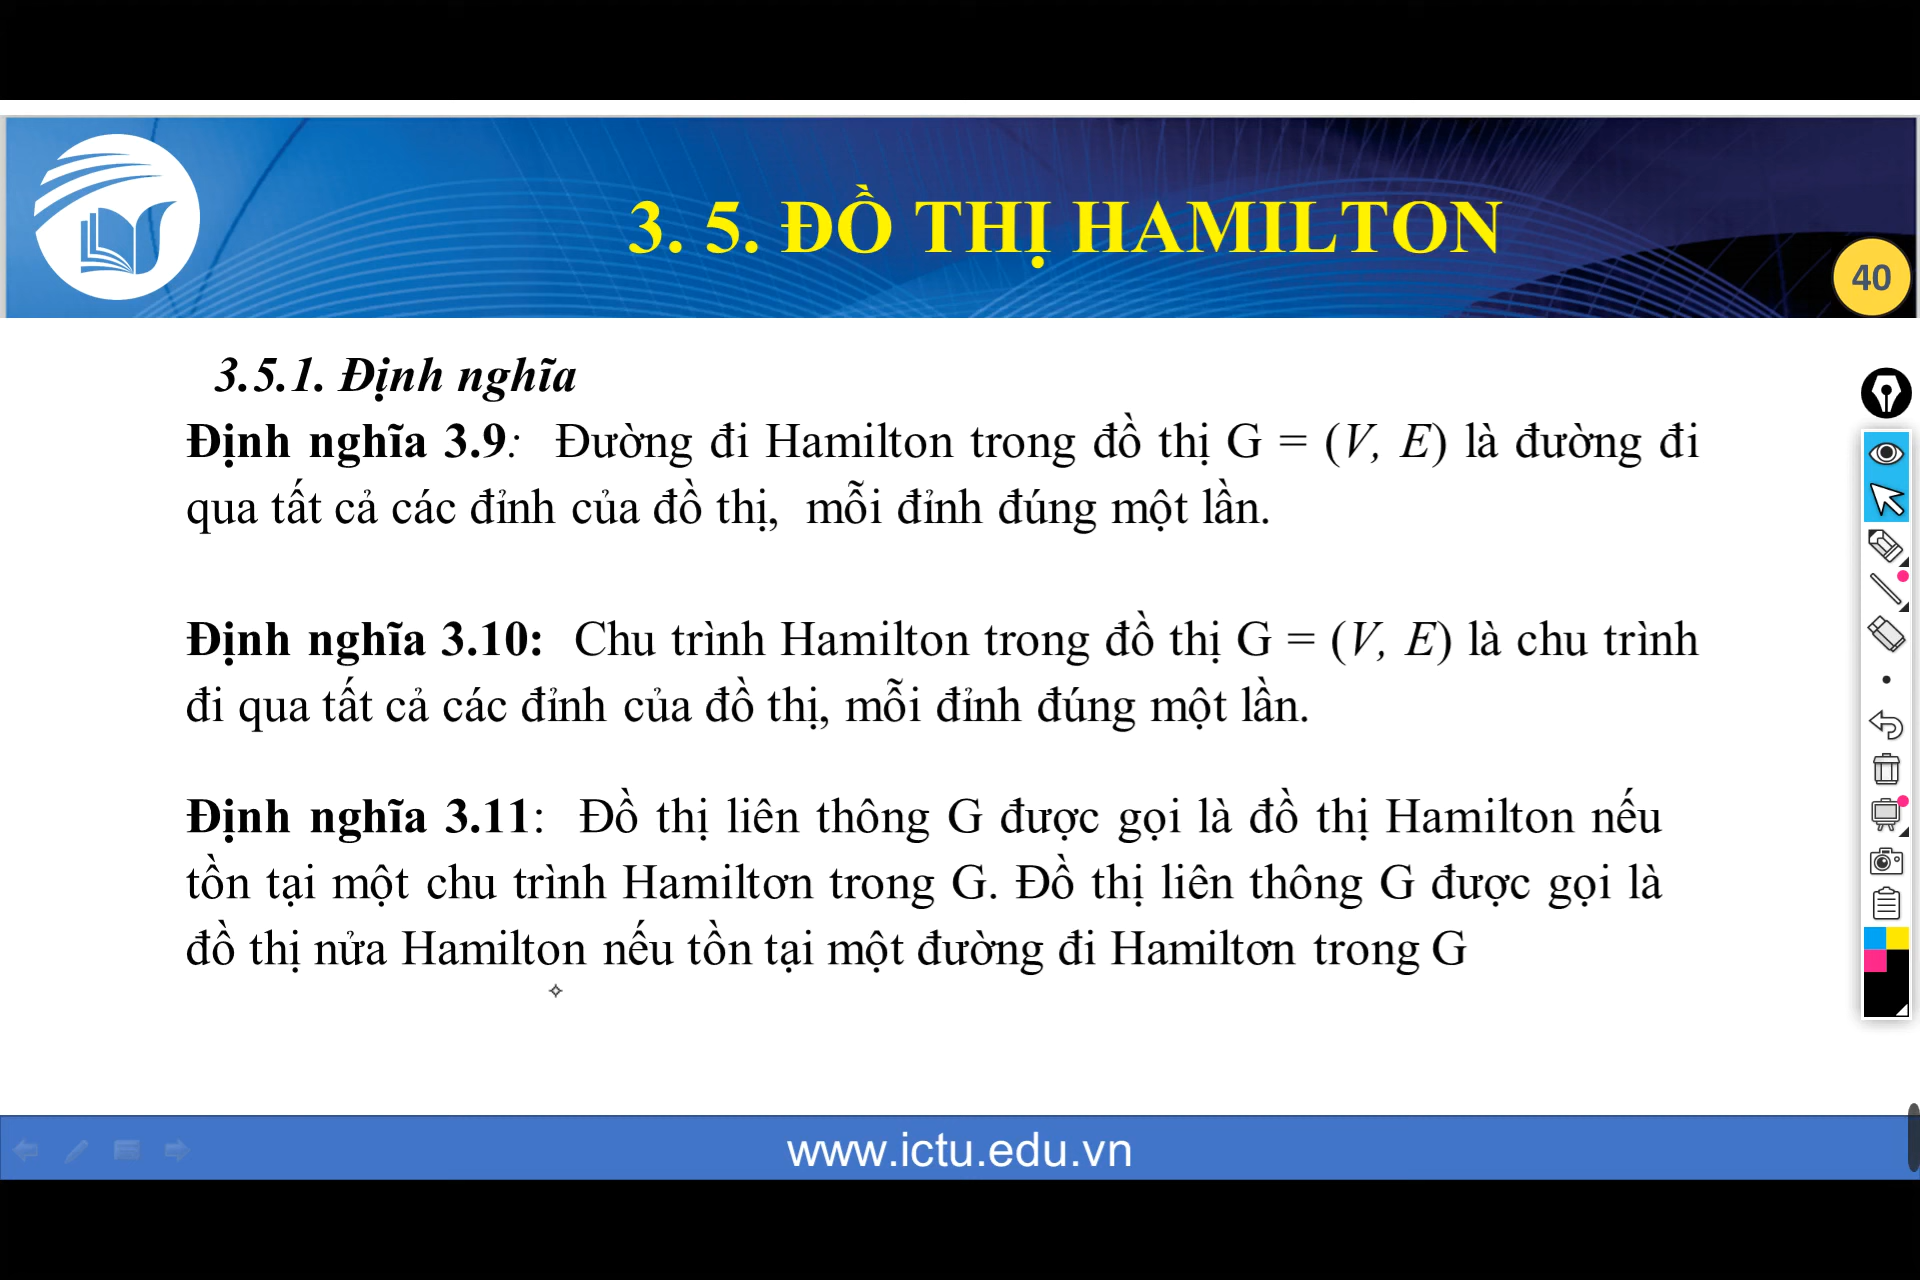 3. 5. ĐỒ THỊ HAMILTON
40
3.5.1. Định nghĩa
Định nghĩa 3.9: Đường đi Hamilton trong đồ thị G = (V, E) là đường đi
qua tất cả các đỉnh của đồ thị, mỗi đỉnh đúng một lần.
Định nghĩa 3.10: Chu trình Hamilton trong đồ thị G = (V, E) là chu trình
đi qua tất cả các đỉnh của đồ thị, mỗi đỉnh đúng một lần.
Định nghĩa 3.11: Đồ thị liên thông G được gọi là đồ thị Hamilton nếu
tồn tại một chu trình Hamiltơn trong G. Đồ thị liên thông G được gọi là
đồ thị nửa Hamilton nếu tồn tại một đường đi Hamiltơn trong G
www.ictu.edu.vn